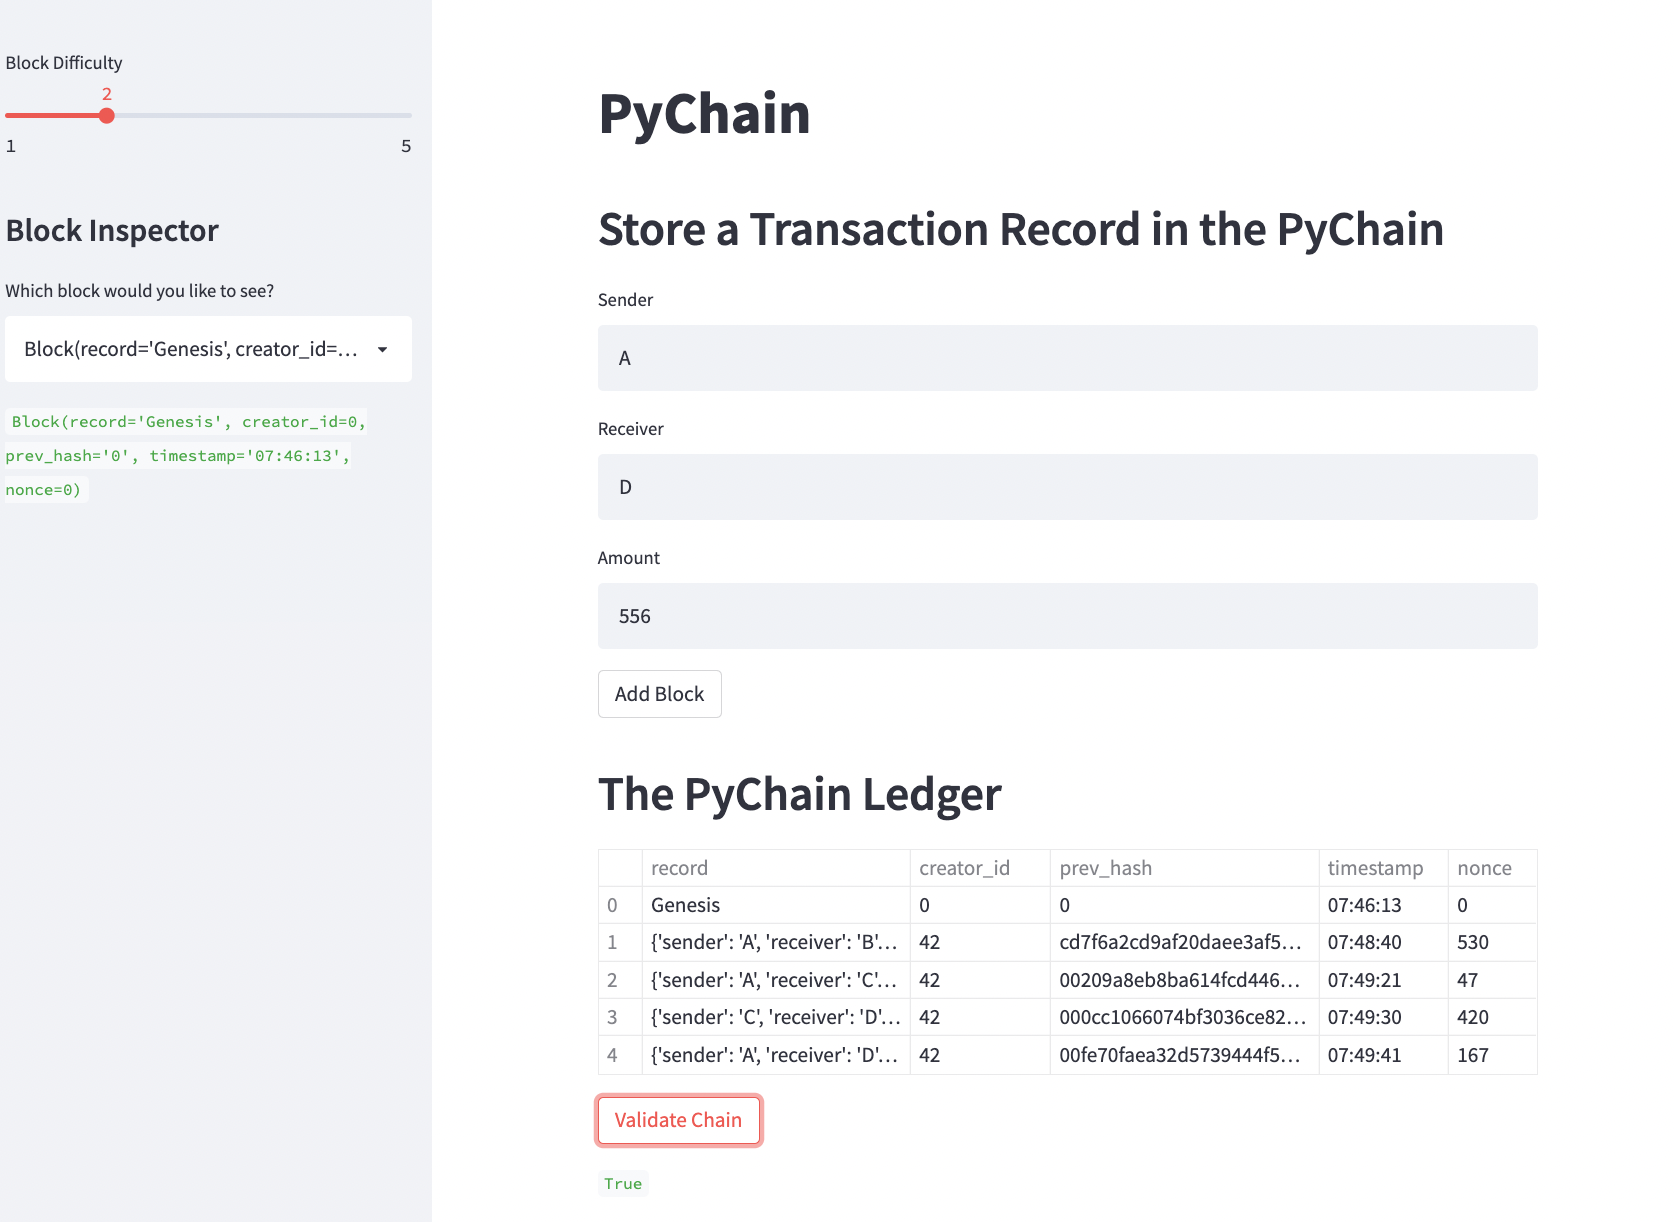 Block Difficulty
2
1 5
Block Inspector
Which block would you like to see?
Block(record='Genesis', creator_id=...
Block(record='Genesis', creator_id=0,
prev_hash='0', timestamp='07:46:13',
nonce=0)
PyChain
Store a Transaction Record in the PyChain
Sender
A
Receiver
D
Amount
556
Add Block
The PyChain Ledger
record creator_id prev_hash timestamp nonce
0 Genesis 0 0 07:46:13 0
1 {'sender': 'A', 'receiver': 'B'... 42 cd7f6a2cd9af20daee3af5... 07:48:40 530
2 {'sender': 'A', 'receiver': 'C'... 42 00209a8eb8ba614fcd446... 07:49:21 47
3 {'sender': 'C', 'receiver': 'D'... 42 000cc1066074bf3036ce82... 07:49:30 420
4 {'sender': 'A', 'receiver': 'D'... 42 00fe70faea32d5739444f5... 07:49:41 167
Validate Chain
True